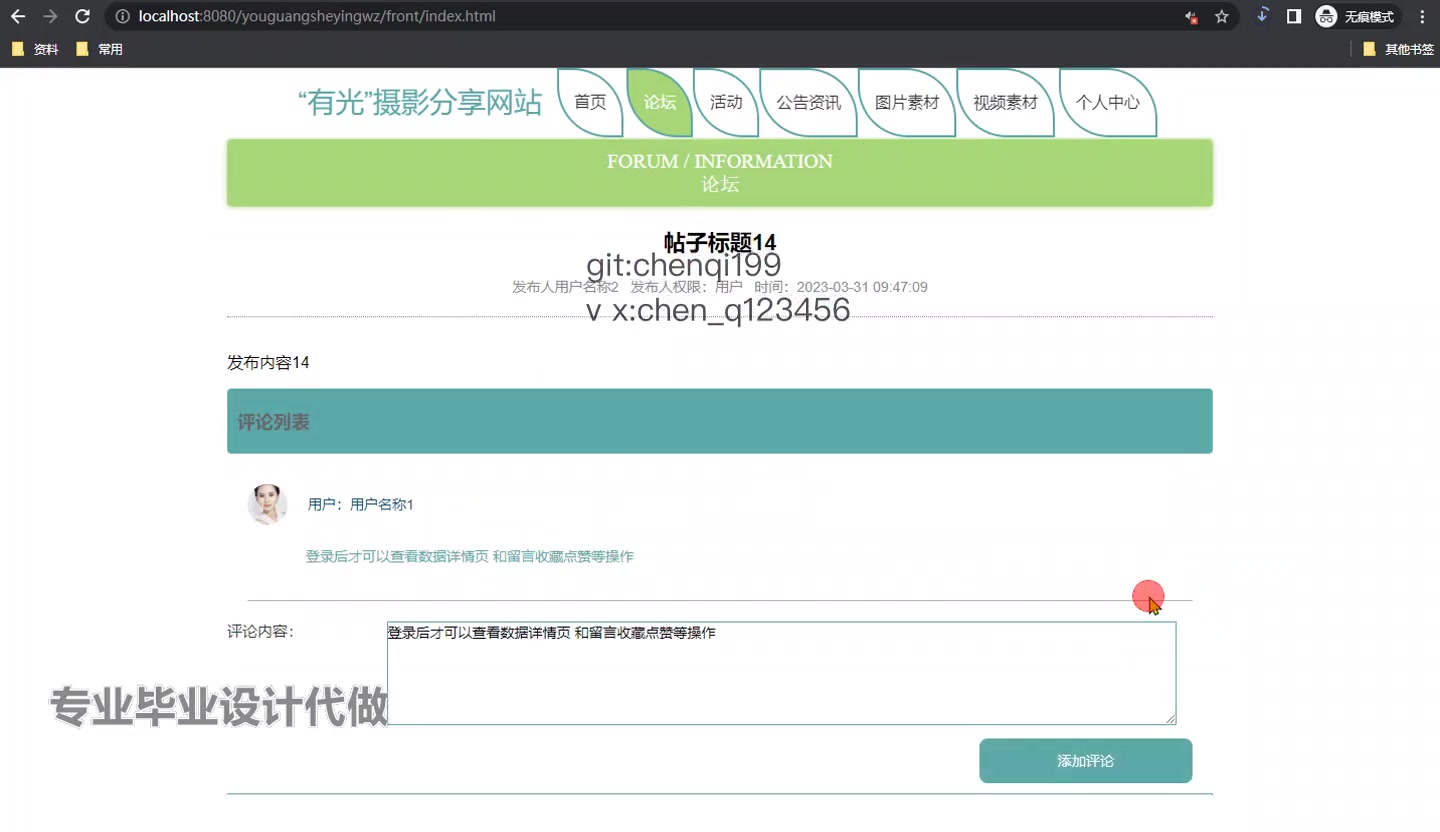 localhost:8080/youguangsheyingwz/front/index.html
无痕模式
资料 常用 其他书签
“有光”摄影分享网站 首页 论坛 活动 公告资讯 图片素材 视频素材 个人中心
FORUM / INFORMATION
论坛
帖子标题14
git:chenqi199
发布人用户名称2 发布人权限：用户 时间：2023-03-31 09:47:09
v x:chen_q123456
发布内容14
评论列表
用户：用户名称1
登录后才可以查看数据详情页 和留言收藏点赞等操作
评论内容：
登录后才可以查看数据详情页 和留言收藏点赞等操作
专业毕业设计代做
添加评论